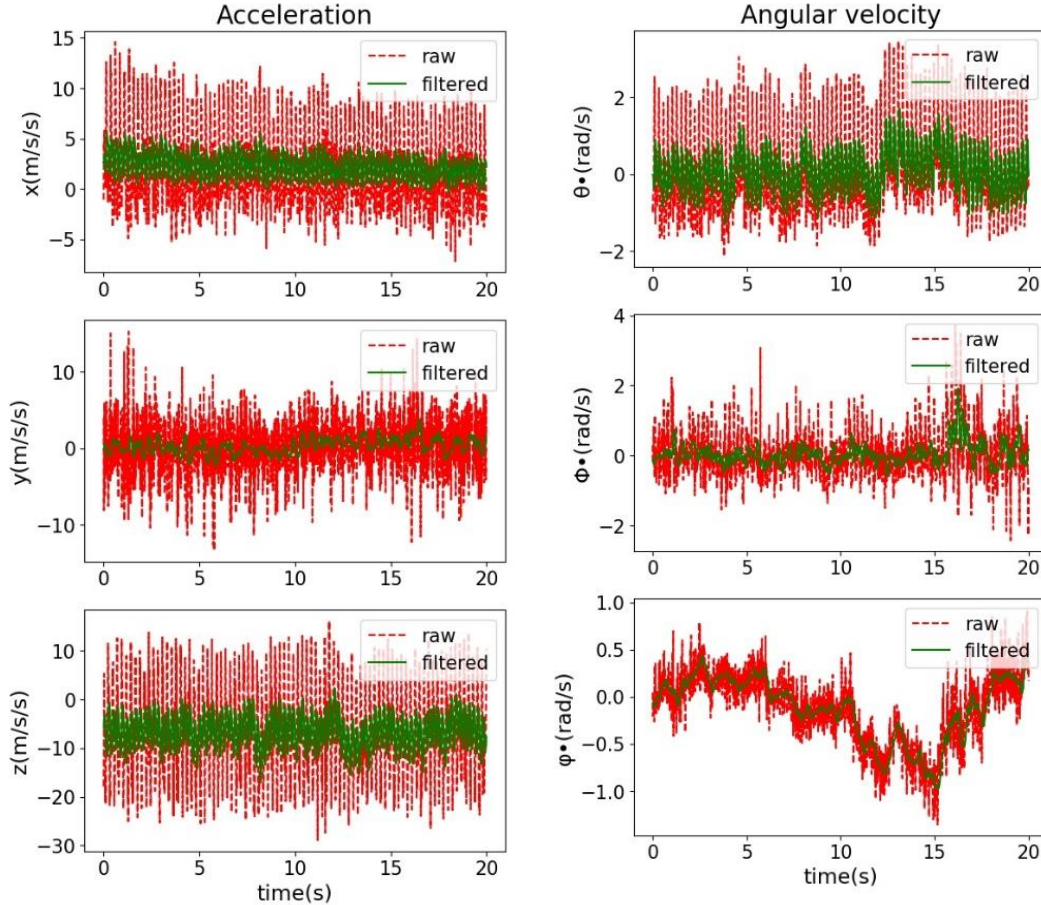 Acceleration
x(m/s/s)
15
10
5
0
−5
raw
filtered
0 5 10 15 20
y(m/s/s)
10
0
−10
raw
filtered
0 5 10 15 20
z(m/s/s)
10
0
−10
−20
−30
raw
filtered
0 5 10 15 20
time(s)
Angular velocity
θ•(rad/s)
2
0
−2
raw
filtered
0 5 10 15 20
Φ•(rad/s)
4
2
0
−2
raw
filtered
0 5 10 15 20
φ•(rad/s)
1.0
0.5
0.0
−0.5
−1.0
raw
filtered
0 5 10 15 20
time(s)